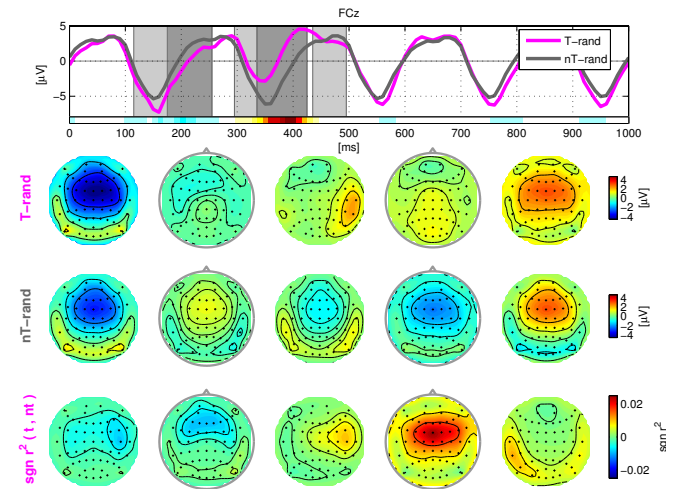 FCz
5
0
−5
[µV]
T−rand
nT−rand
0 100 200 300 400 500 600 700 800 900 1000
[ms]
T−rand
4
2
0
−2
−4
[µV]
nT−rand
4
2
0
−2
−4
[µV]
sgn r² ( t , nt )
0.02
0
−0.02
sgn r²